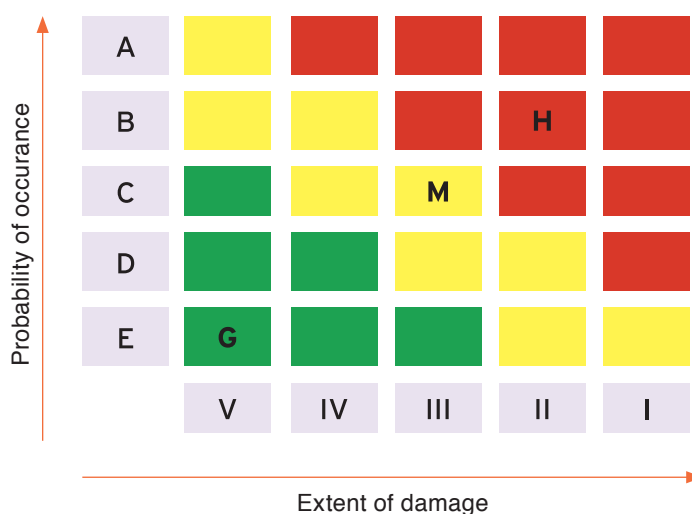 Probability of occurance
A
B
H
C
M
D
E
G
V
IV
III
II
I
Extent of damage